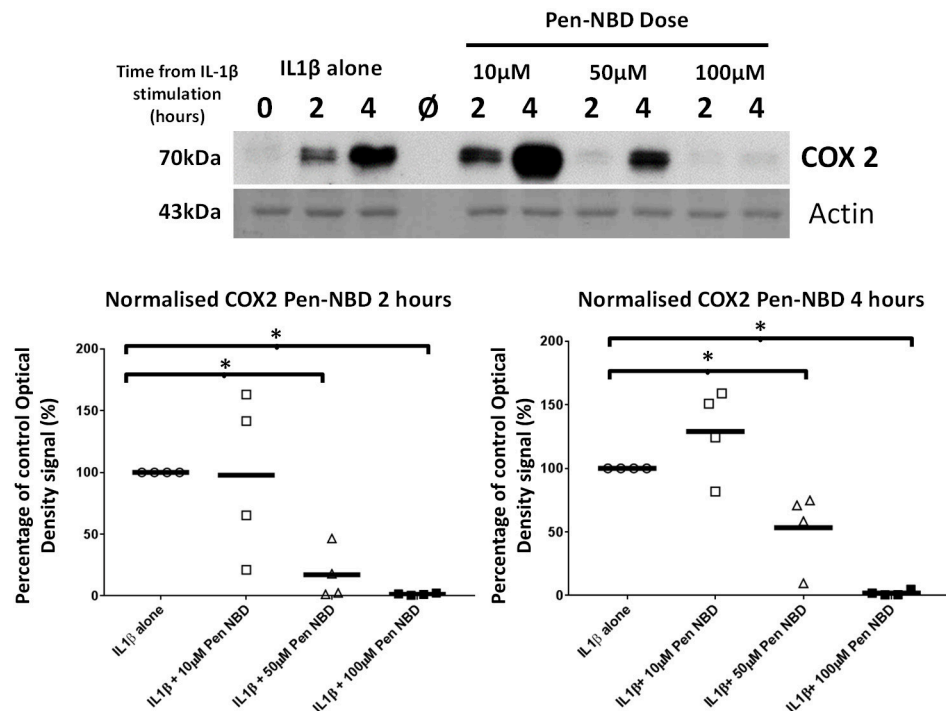 Pen-NBD Dose
Time from IL-1β
stimulation
(hours)
IL1β alone
10µM 50µM 100µM
0 2 4 Ø 2 4 2 4 2 4
70kDa COX 2
43kDa Actin
Normalised COX2 Pen-NBD 2 hours
Percentage of control Optical
Density signal (%)
200
150
100
50
0
*
*
IL1β alone
IL1β + 10µM Pen NBD
IL1β + 50µM Pen NBD
IL1β + 100µM Pen NBD
Normalised COX2 Pen-NBD 4 hours
Percentage of control Optical
Density signal (%)
200
150
100
50
0
*
*
IL1β alone
IL1β+ 10µM Pen NBD
IL1β+ 50µM Pen NBD
IL1β+ 100µM Pen NBD